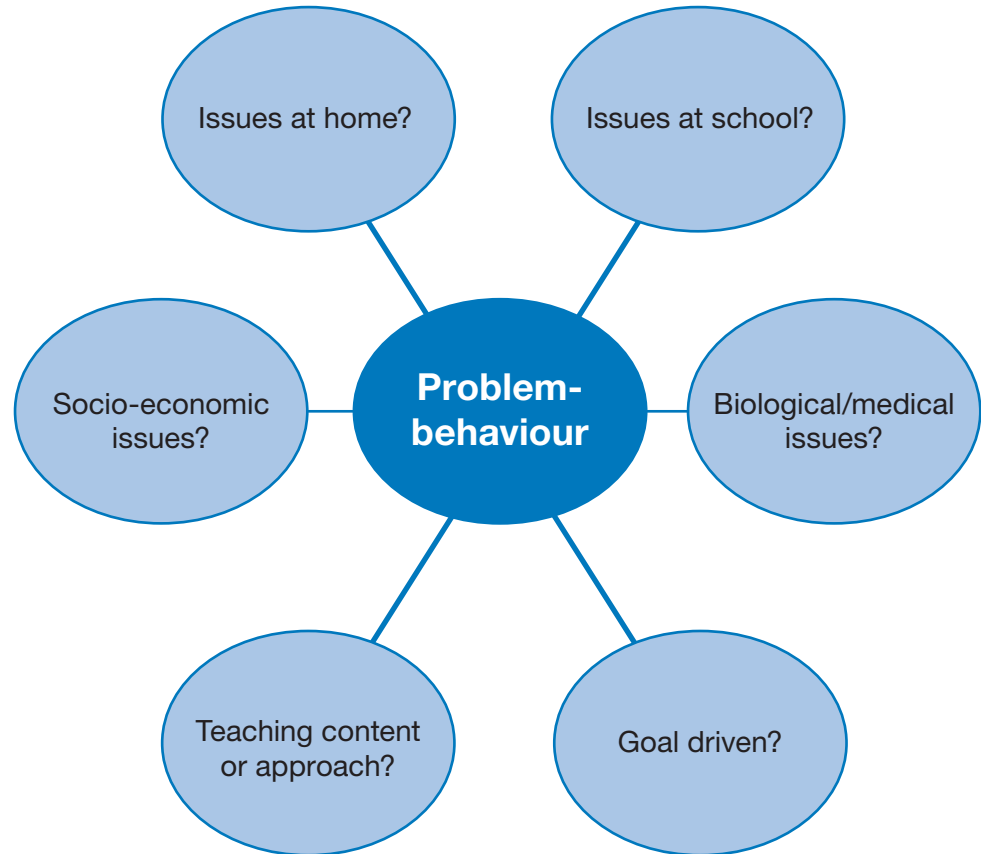 Issues at home?
Issues at school?
Socio-economic
issues?
Problem-
behaviour
Biological/medical
issues?
Teaching content
or approach?
Goal driven?